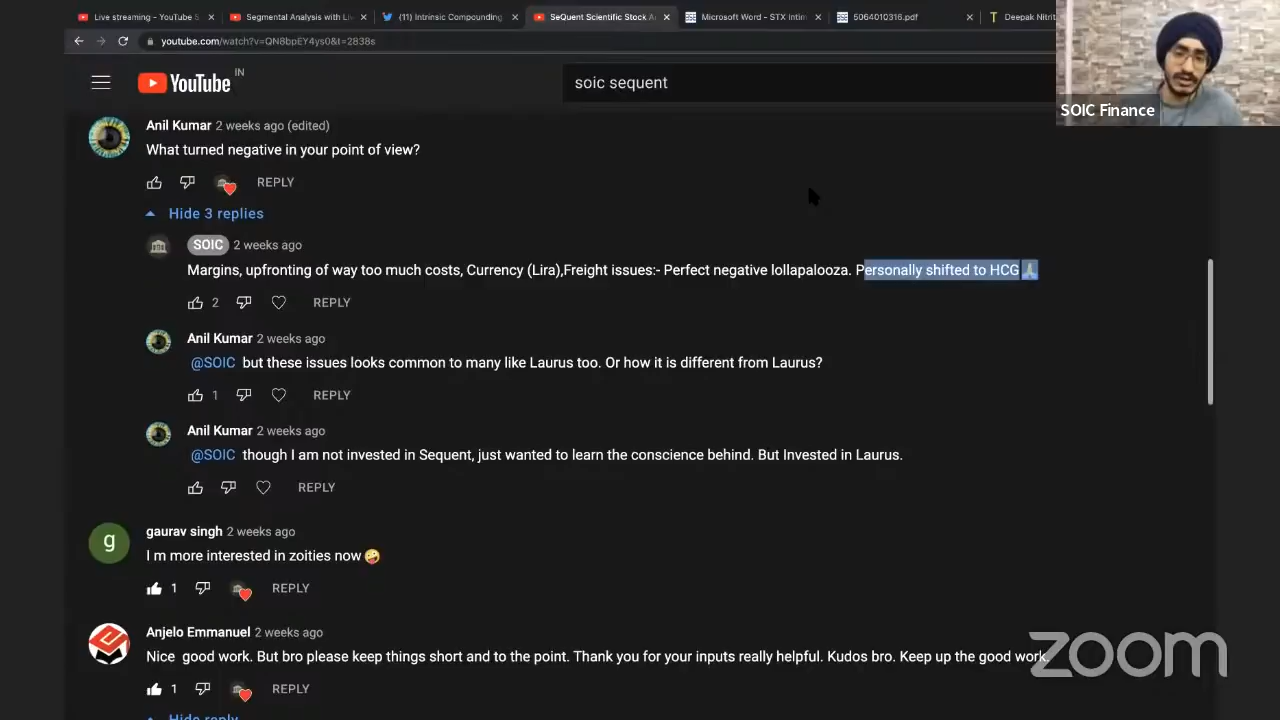 Live streaming - YouTube S
Segmental Analysis with Li
(11) Intrinsic Compounding
SeQuent Scientific Stock A
Microsoft Word - STX Intim
5064010316.pdf
Deepak Nitrit
youtube.com/watch?v=QN8bpEY4ys0&t=2838s
YouTube IN
soic sequent
SOIC Finance
Anil Kumar 2 weeks ago (edited)
What turned negative in your point of view?
REPLY
Hide 3 replies
SOIC 2 weeks ago
Margins, upfronting of way too much costs, Currency (Lira),Freight issues:- Perfect negative lollapalooza. Personally shifted to HCG🙏
2 REPLY
Anil Kumar 2 weeks ago
@SOIC but these issues looks common to many like Laurus too. Or how it is different from Laurus?
1 REPLY
Anil Kumar 2 weeks ago
@SOIC though I am not invested in Sequent, just wanted to learn the conscience behind. But Invested in Laurus.
REPLY
g
gaurav singh 2 weeks ago
I m more interested in zoities now🤪
1 REPLY
Anjelo Emmanuel 2 weeks ago
Nice good work. But bro please keep things short and to the point. Thank you for your inputs really helpful. Kudos bro. Keep up the good work.
1 REPLY
Hide reply
zoom